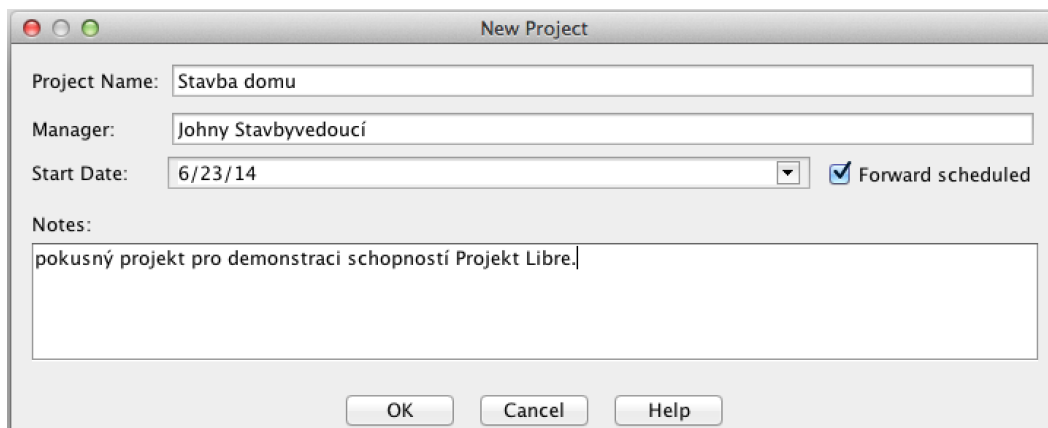 New Project
Project Name: Stavba domu
Manager: Johny Stavbyvedoucí
Start Date: 6/23/14 Forward scheduled
Notes:
pokusný projekt pro demonstraci schopností Projekt Libre.
OK Cancel Help